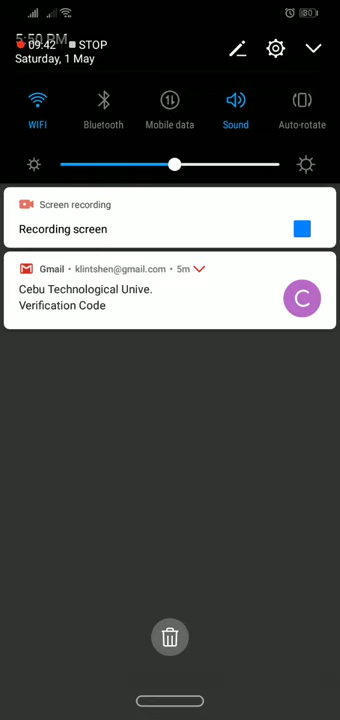 80
5:50 PM
09:42 STOP
Saturday, 1 May
WIFI
Bluetooth
Mobile data
Sound
Auto-rotate
Screen recording
Recording screen
Gmail • klintshen@gmail.com • 5m
Cebu Technological Unive.
Verification Code
C